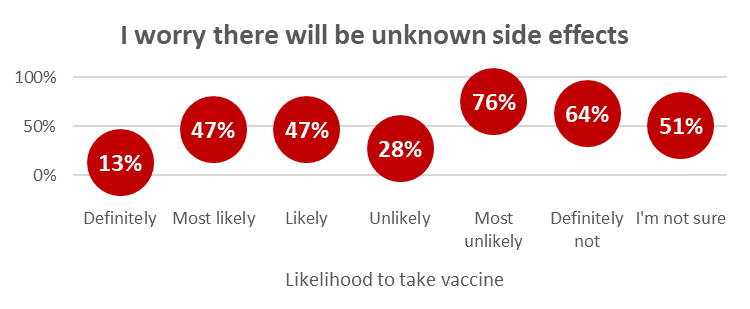 I worry there will be unknown side effects
100%
50%
0%
13%
47%
47%
28%
76%
64%
51%
Definitely
Most likely
Likely
Unlikely
Most
unlikely
Definitely
not
I'm not sure
Likelihood to take vaccine